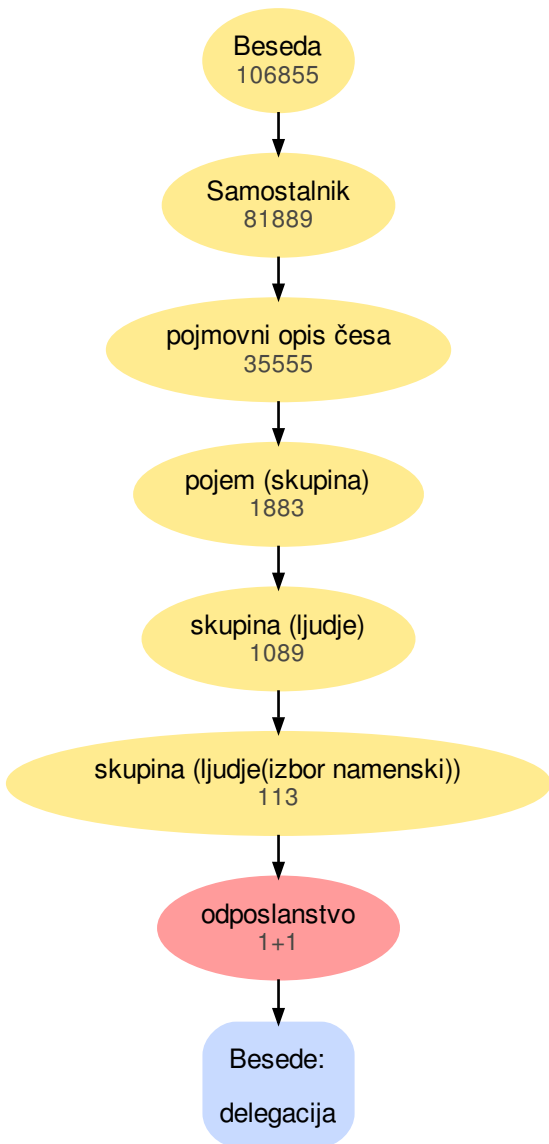 Beseda
106855
Samostalnik
81889
pojmovni opis česa
35555
pojem (skupina)
1883
skupina (ljudje)
1089
skupina (ljudje(izbor namenski))
113
odposlanstvo
1+1
Besede:
delegacija